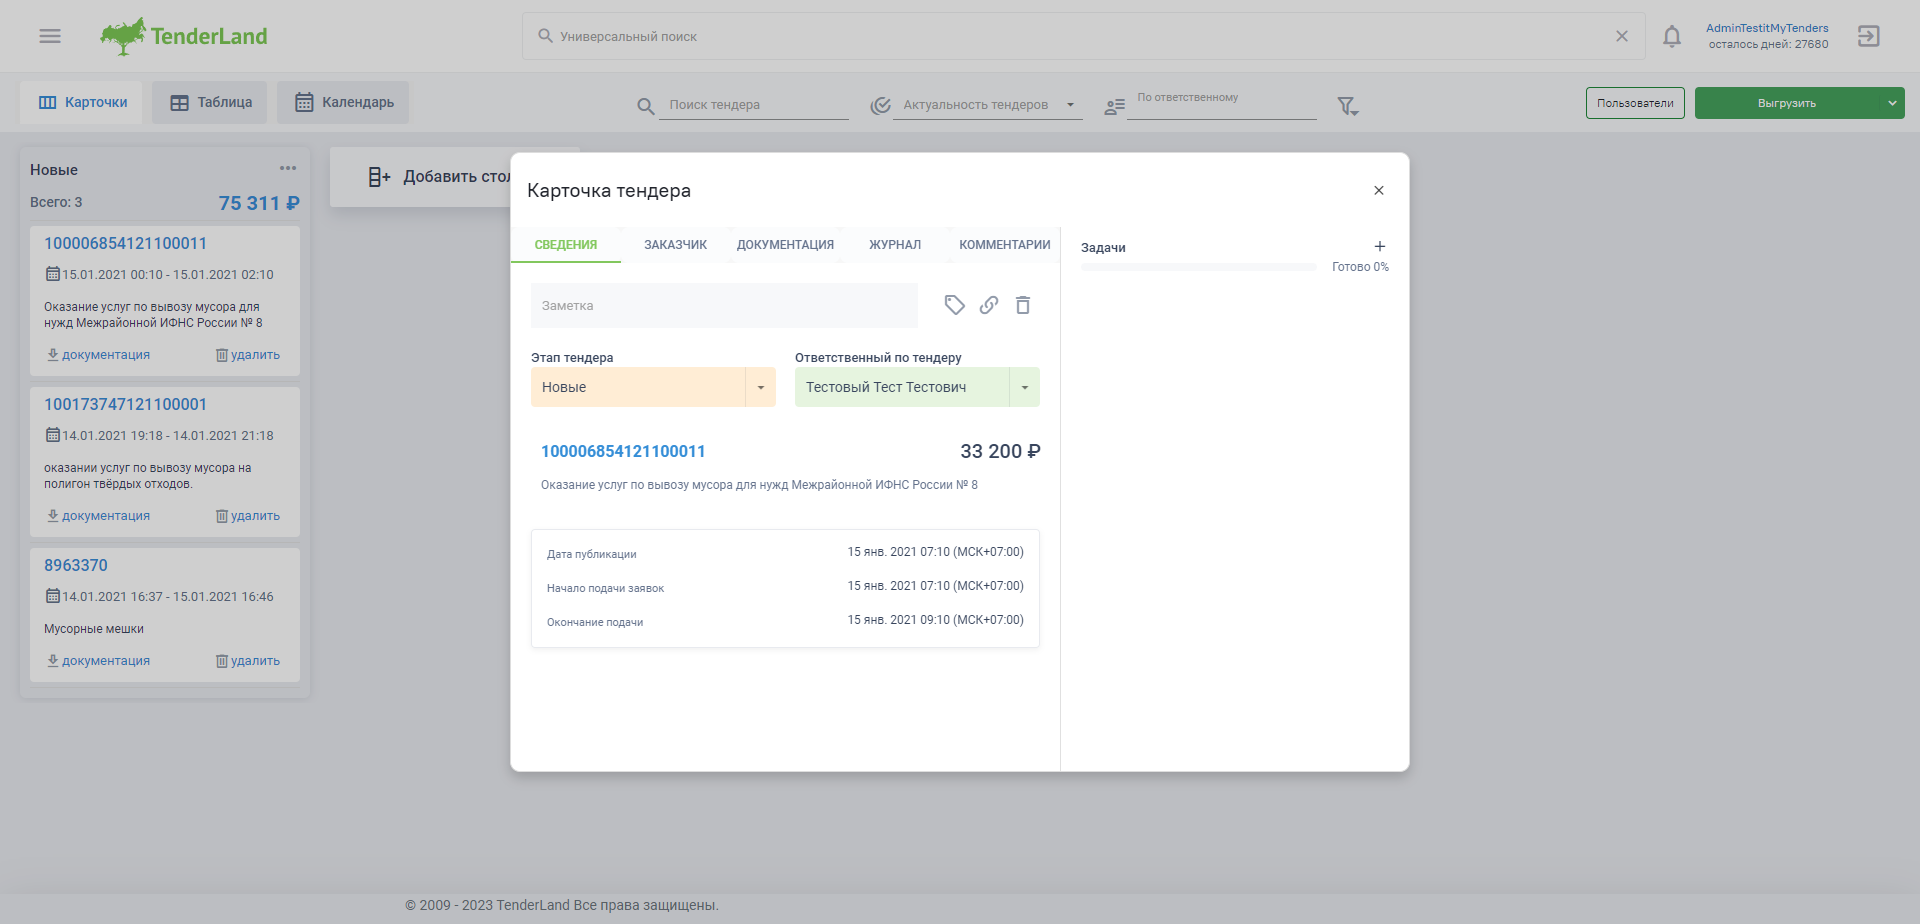 TenderLand
Универсальный поиск
AdminTestitMyTenders
осталось дней: 27680
Карточки
Таблица
Календарь
Поиск тендера
Актуальность тендеров
По ответственному
Пользователи
Выгрузить
Новые
Всего: 3
75 311 ₽
100006854121100011
15.01.2021 00:10 - 15.01.2021 02:10
Оказание услуг по вывозу мусора для
нужд Межрайонной ИФНС России № 8
документация
удалить
100173747121100001
14.01.2021 19:18 - 14.01.2021 21:18
оказании услуг по вывозу мусора на
полигон твёрдых отходов.
документация
удалить
8963370
14.01.2021 16:37 - 15.01.2021 16:46
Мусорные мешки
документация
удалить
Добавить стол
Карточка тендера
СВЕДЕНИЯ
ЗАКАЗЧИК
ДОКУМЕНТАЦИЯ
ЖУРНАЛ
КОММЕНТАРИИ
Заметка
Этап тендера
Новые
Ответственный по тендеру
Тестовый Тест Тестович
100006854121100011
33 200 ₽
Оказание услуг по вывозу мусора для нужд Межрайонной ИФНС России № 8
Дата публикации
15 янв. 2021 07:10 (МСК+07:00)
Начало подачи заявок
15 янв. 2021 07:10 (МСК+07:00)
Окончание подачи
15 янв. 2021 09:10 (МСК+07:00)
Задачи
Готово 0%
© 2009 - 2023 TenderLand Все права защищены.